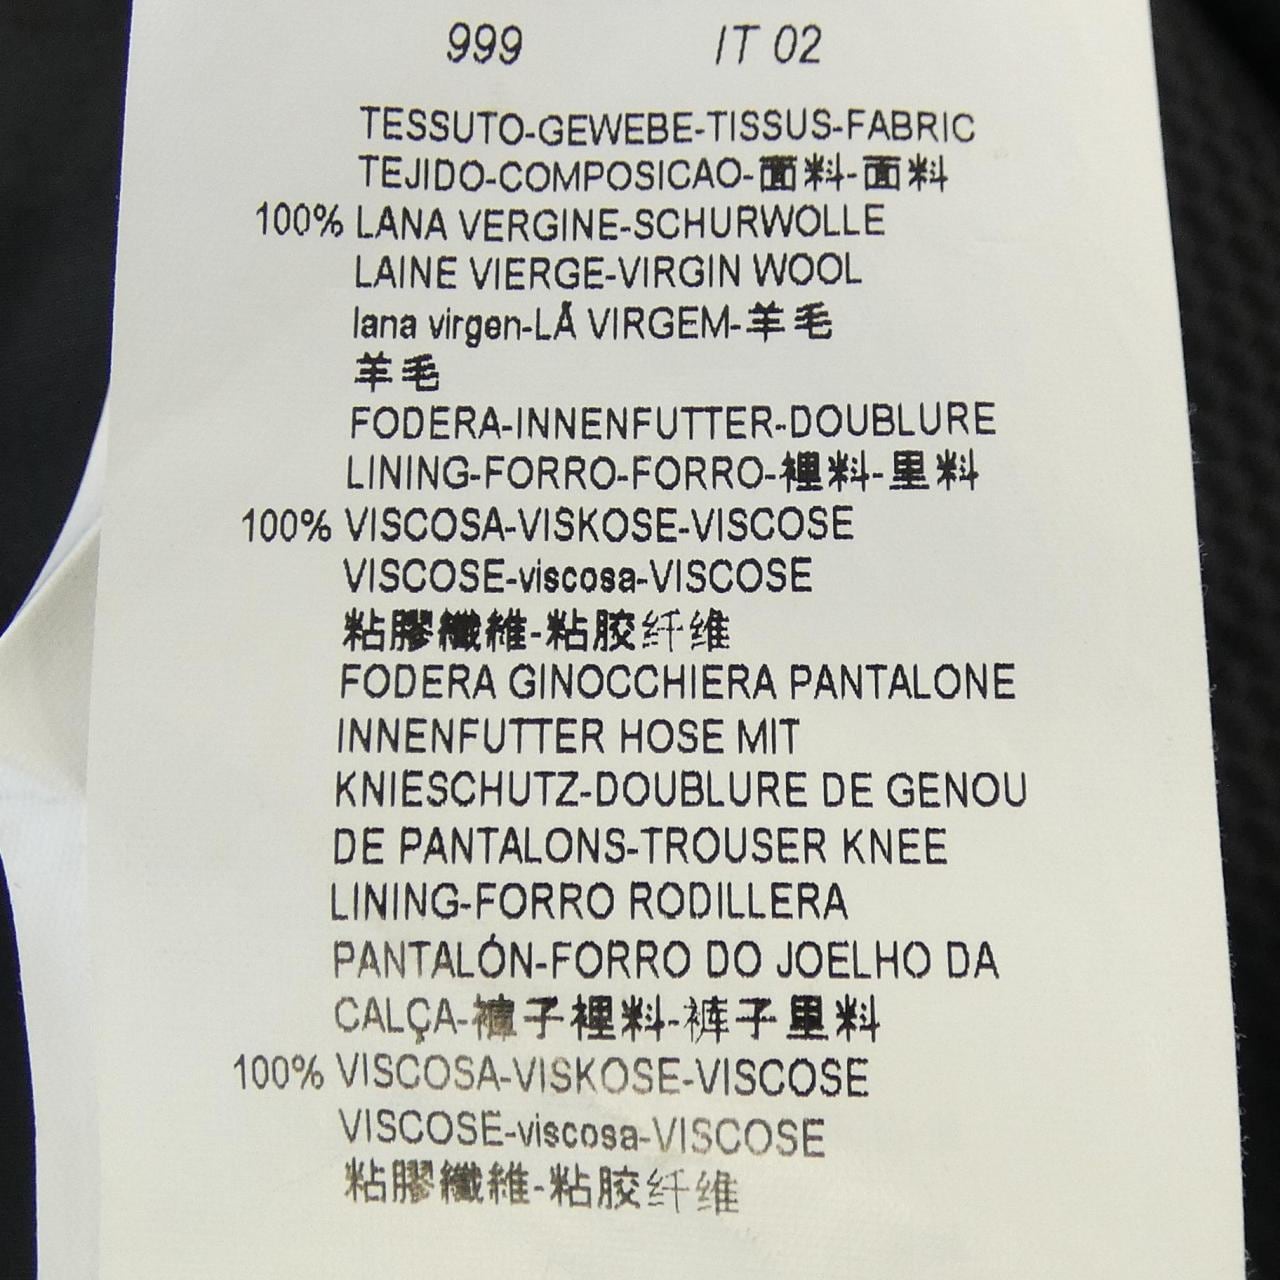 999 IT 02
TESSUTO-GEWEBE-TISSUS-FABRIC
TEJIDO-COMPOSICAO-面料-面料
100% LANA VERGINE-SCHURWOLLE
LAINE VIERGE-VIRGIN WOOL
lana virgen-LÃ VIRGEM-羊毛
羊毛
FODERA-INNENFUTTER-DOUBLURE
LINING-FORRO-FORRO-裡料-里料
100% VISCOSA-VISKOSE-VISCOSE
VISCOSE-viscosa-VISCOSE
粘膠纖維-粘胶纤维
FODERA GINOCCHIERA PANTALONE
INNENFUTTER HOSE MIT
KNIESCHUTZ-DOUBLURE DE GENOU
DE PANTALONS-TROUSER KNEE
LINING-FORRO RODILLERA
PANTALÓN-FORRO DO JOELHO DA
CALÇA-褲子裡料-裤子里料
100% VISCOSA-VISKOSE-VISCOSE
VISCOSE-viscosa-VISCOSE
粘膠纖維-粘胶纤维